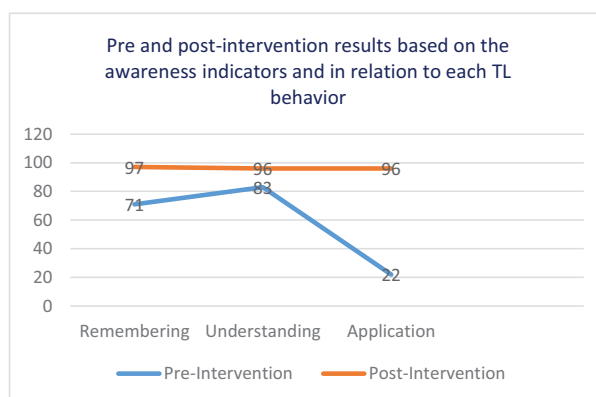 Pre and post-intervention results based on the
awareness indicators and in relation to each TL
behavior
120
100
80
60
40
20
0
97
96
96
71
83
22
Remembering Understanding Application
Pre-Intervention Post-Intervention